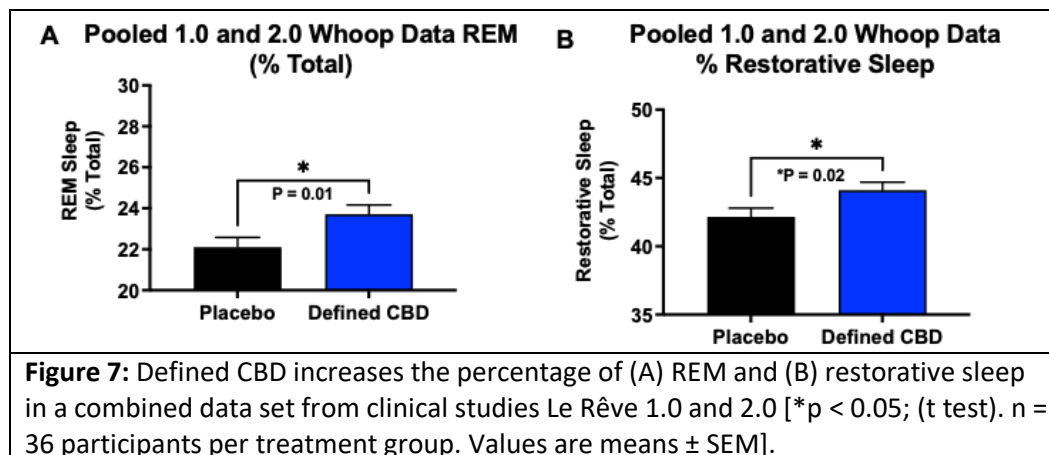 A Pooled 1.0 and 2.0 Whoop Data REM
(% Total)
REM Sleep
(% Total)
30
28
26
24
22
20
*
P = 0.01
Placebo Defined CBD
B Pooled 1.0 and 2.0 Whoop Data
% Restorative Sleep
Restorative Sleep
(% Total)
50
45
40
35
*
*P = 0.02
Placebo Defined CBD
Figure 7: Defined CBD increases the percentage of (A) REM and (B) restorative sleep
in a combined data set from clinical studies Le Rêve 1.0 and 2.0 [*p < 0.05; (t test). n =
36 participants per treatment group. Values are means ± SEM].